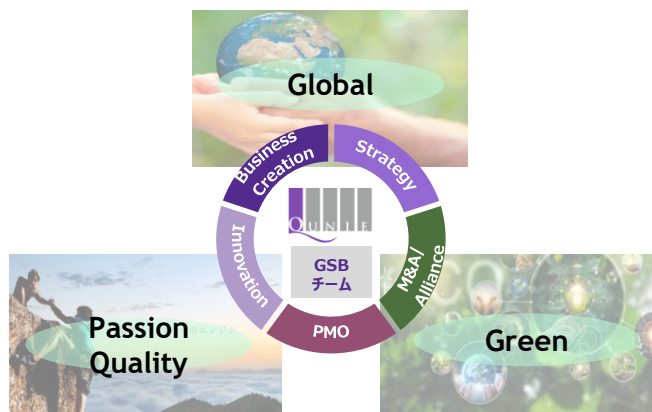 Global
Business
Creation
Strategy
QUNIE
Innovation
GSB
チーム
M&A/
Alliance
PMO
Passion
Quality
Green